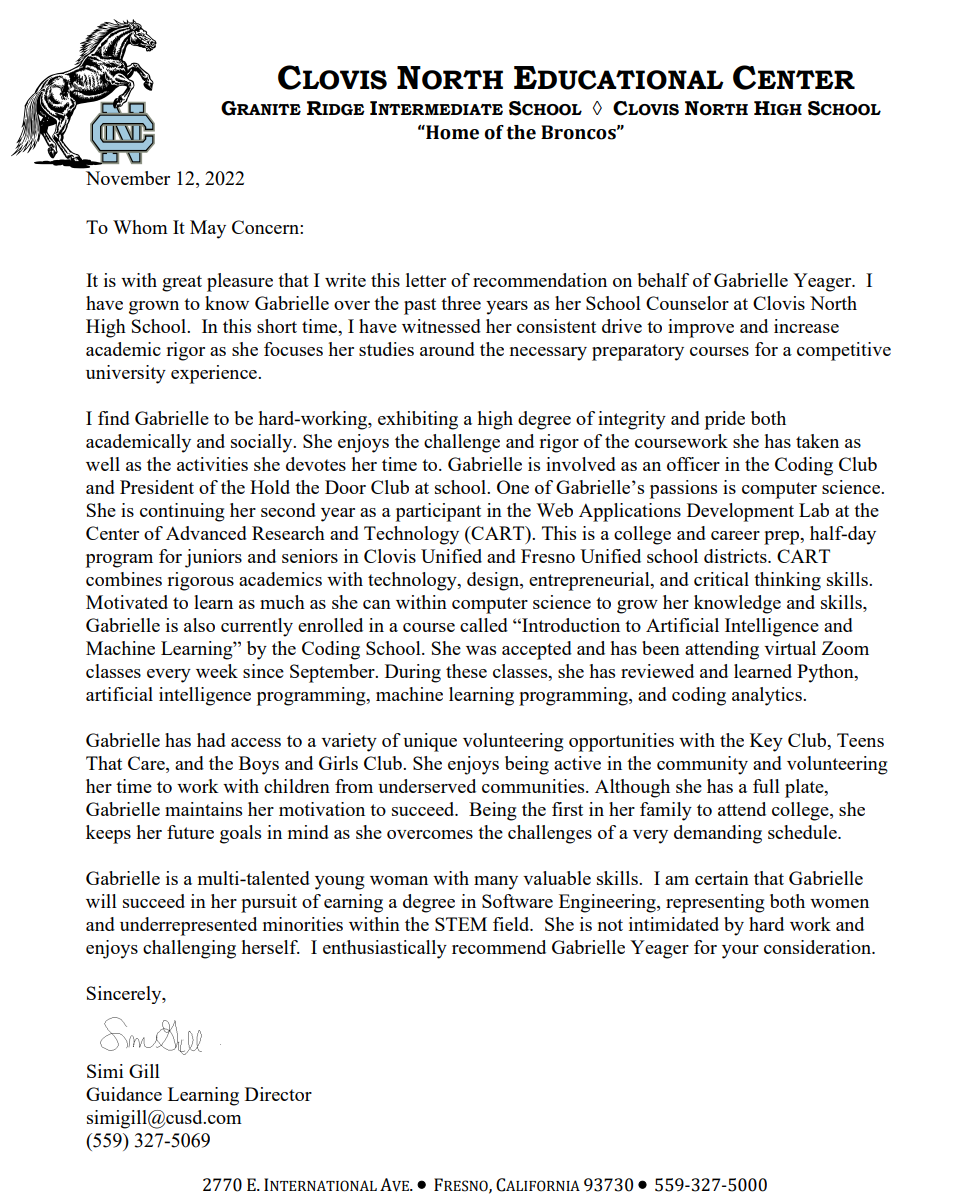 CLOVIS NORTH EDUCATIONAL CENTER
GRANITE RIDGE INTERMEDIATE SCHOOL ◊ CLOVIS NORTH HIGH SCHOOL
“Home of the Broncos”
CNC
November 12, 2022
To Whom It May Concern:
It is with great pleasure that I write this letter of recommendation on behalf of Gabrielle Yeager.  I
have grown to know Gabrielle over the past three years as her School Counselor at Clovis North
High School.  In this short time, I have witnessed her consistent drive to improve and increase
academic rigor as she focuses her studies around the necessary preparatory courses for a competitive
university experience.
I find Gabrielle to be hard-working, exhibiting a high degree of integrity and pride both
academically and socially. She enjoys the challenge and rigor of the coursework she has taken as
well as the activities she devotes her time to. Gabrielle is involved as an officer in the Coding Club
and President of the Hold the Door Club at school. One of Gabrielle’s passions is computer science.
She is continuing her second year as a participant in the Web Applications Development Lab at the
Center of Advanced Research and Technology (CART). This is a college and career prep, half-day
program for juniors and seniors in Clovis Unified and Fresno Unified school districts. CART
combines rigorous academics with technology, design, entrepreneurial, and critical thinking skills.
Motivated to learn as much as she can within computer science to grow her knowledge and skills,
Gabrielle is also currently enrolled in a course called “Introduction to Artificial Intelligence and
Machine Learning” by the Coding School. She was accepted and has been attending virtual Zoom
classes every week since September. During these classes, she has reviewed and learned Python,
artificial intelligence programming, machine learning programming, and coding analytics.
Gabrielle has had access to a variety of unique volunteering opportunities with the Key Club, Teens
That Care, and the Boys and Girls Club. She enjoys being active in the community and volunteering
her time to work with children from underserved communities. Although she has a full plate,
Gabrielle maintains her motivation to succeed.  Being the first in her family to attend college, she
keeps her future goals in mind as she overcomes the challenges of a very demanding schedule.
Gabrielle is a multi-talented young woman with many valuable skills.  I am certain that Gabrielle
will succeed in her pursuit of earning a degree in Software Engineering, representing both women
and underrepresented minorities within the STEM field.  She is not intimidated by hard work and
enjoys challenging herself.  I enthusiastically recommend Gabrielle Yeager for your consideration.
Sincerely,
Simi Gill
Simi Gill
Guidance Learning Director
simigill@cusd.com
(559) 327-5069
2770 E. INTERNATIONAL AVE. ● FRESNO, CALIFORNIA 93730 ● 559-327-5000